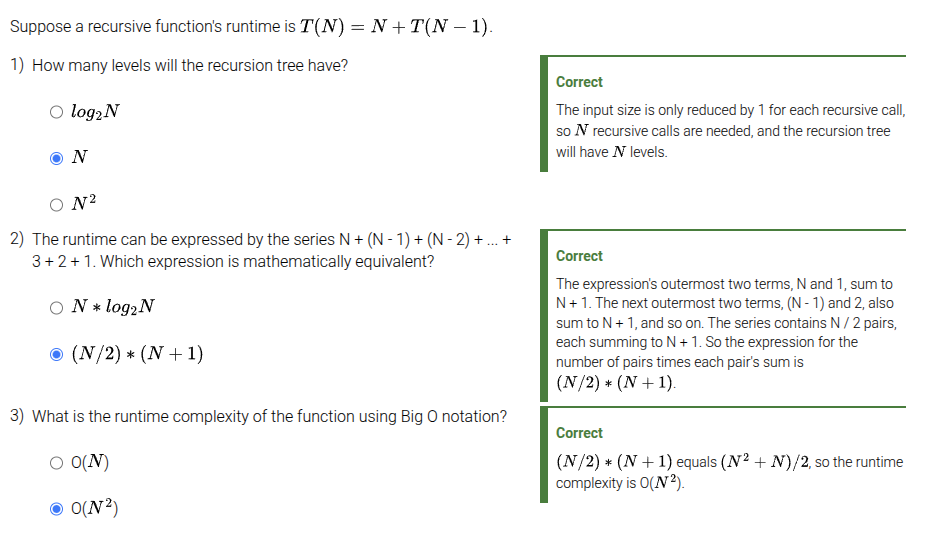 Suppose a recursive function's runtime is T(N) = N + T(N − 1).
1) How many levels will the recursion tree have?
log₂N
N
N²
Correct
The input size is only reduced by 1 for each recursive call,
so N recursive calls are needed, and the recursion tree
will have N levels.
2) The runtime can be expressed by the series N + (N - 1) + (N - 2) + ... +
3 + 2 + 1. Which expression is mathematically equivalent?
N * log₂N
(N/2) * (N + 1)
Correct
The expression's outermost two terms, N and 1, sum to
N + 1. The next outermost two terms, (N - 1) and 2, also
sum to N + 1, and so on. The series contains N / 2 pairs,
each summing to N + 1. So the expression for the
number of pairs times each pair's sum is
(N/2) * (N + 1).
3) What is the runtime complexity of the function using Big O notation?
O(N)
O(N²)
Correct
(N/2) * (N + 1) equals (N² + N)/2, so the runtime
complexity is O(N²).